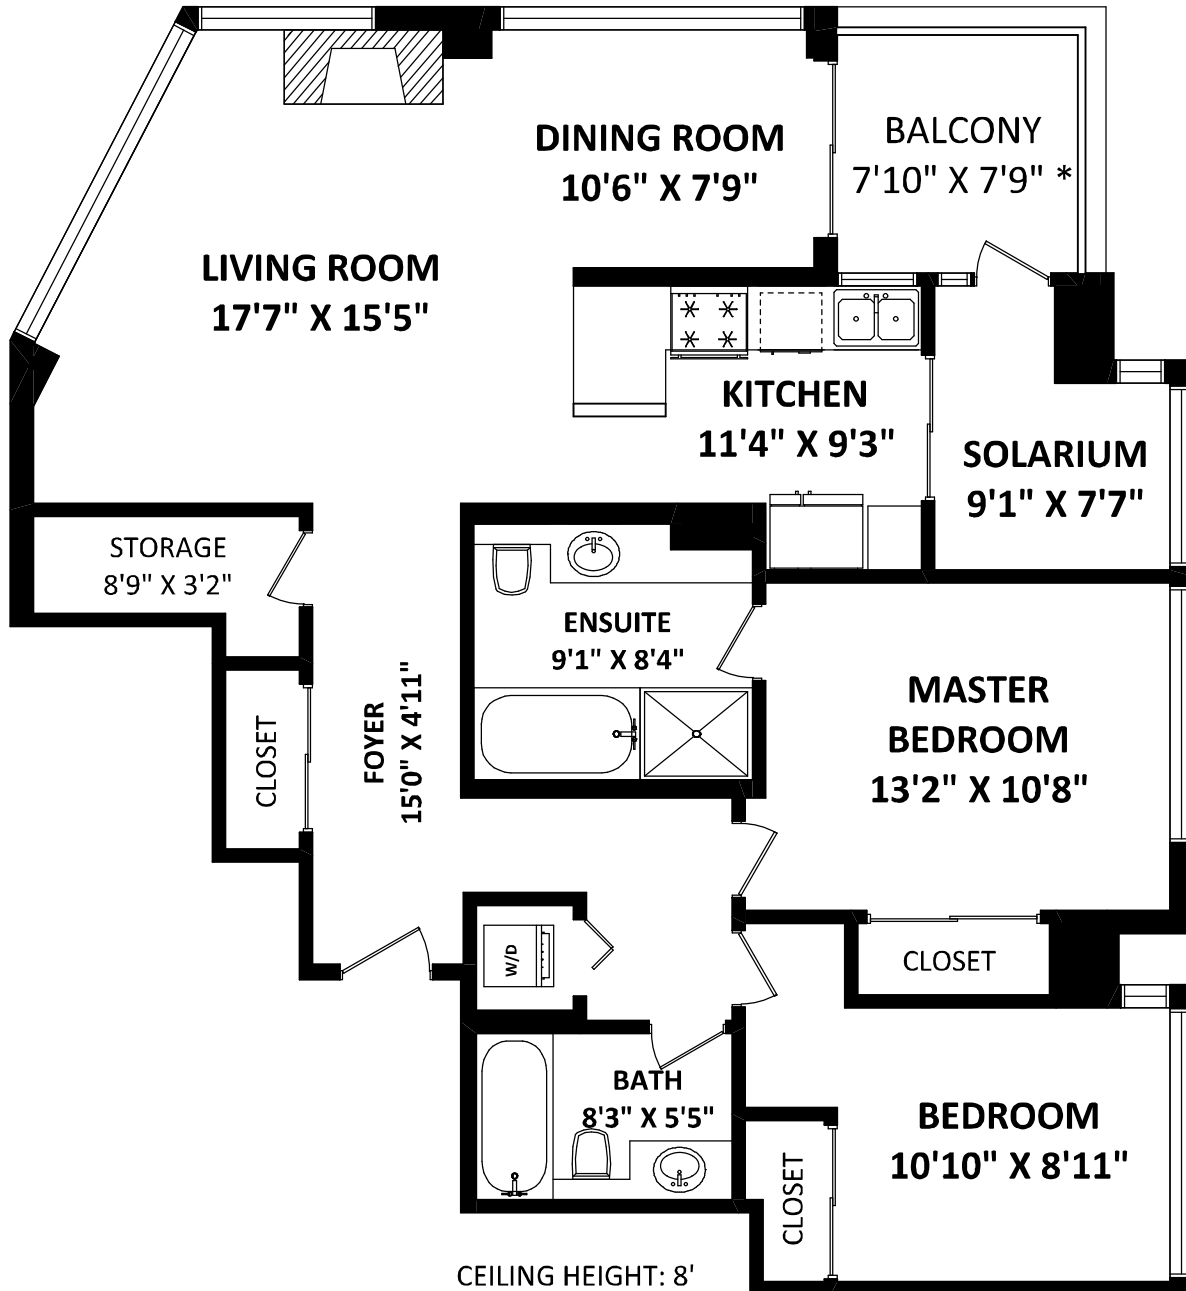 DINING ROOM
10'6" X 7'9"
BALCONY
7'10" X 7'9" *
LIVING ROOM
17'7" X 15'5"
KITCHEN
11'4" X 9'3"
SOLARIUM
9'1" X 7'7"
STORAGE
8'9" X 3'2"
ENSUITE
9'1" X 8'4"
CLOSET
FOYER
15'0" X 4'11"
MASTER
BEDROOM
13'2" X 10'8"
W/D
CLOSET
BATH
8'3" X 5'5"
BEDROOM
10'10" X 8'11"
CLOSET
CEILING HEIGHT: 8'